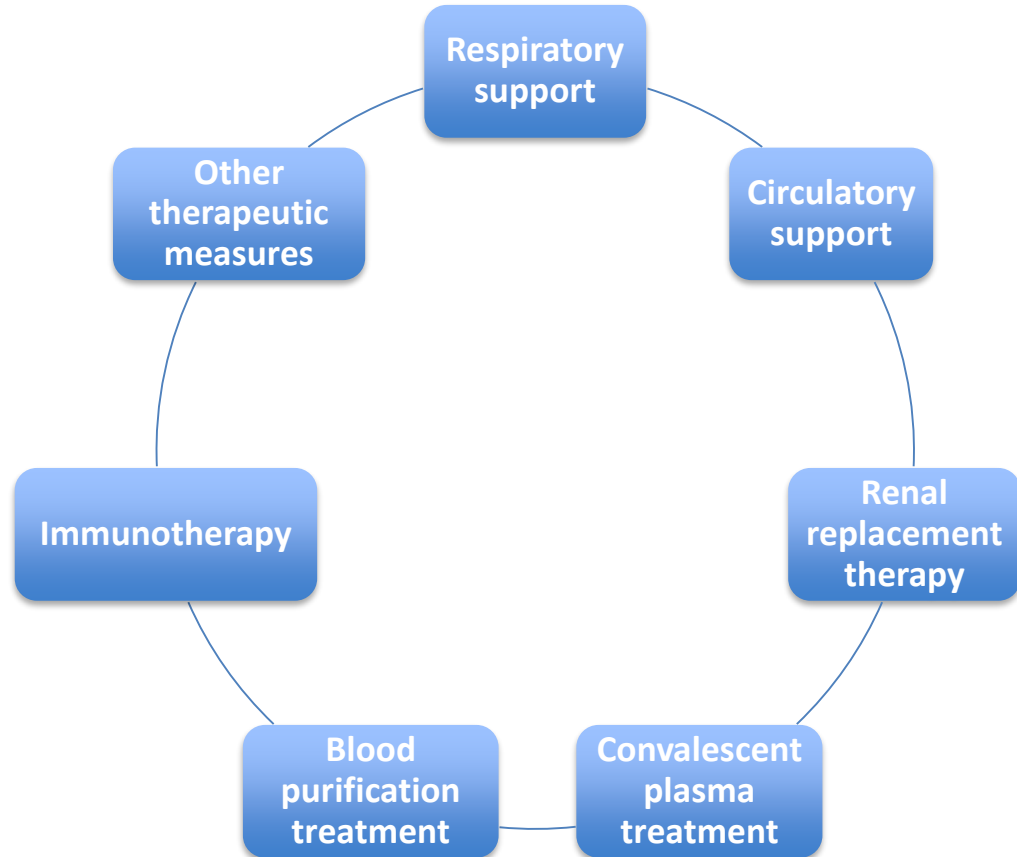 Respiratory
support
Circulatory
support
Renal
replacement
therapy
Convalescent
plasma
treatment
Blood
purification
treatment
Immunotherapy
Other
therapeutic
measures